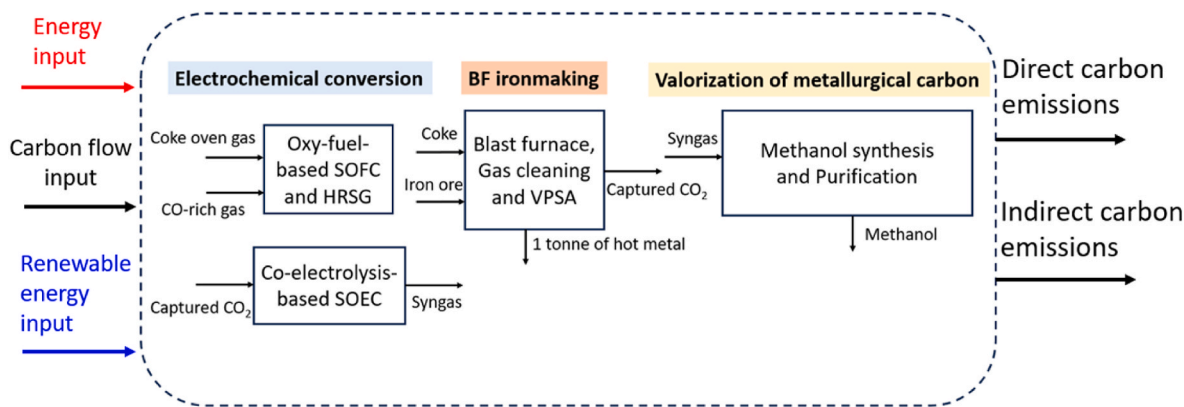 Energy
input
Carbon flow
input
Renewable
energy
input
Electrochemical conversion
Coke oven gas
CO-rich gas
Oxy-fuel-
based SOFC
and HRSG
Captured CO₂
Co-electrolysis-
based SOEC
Syngas
BF ironmaking
Coke
Iron ore
Blast furnace,
Gas cleaning
and VPSA
Captured CO₂
1 tonne of hot metal
Valorization of metallurgical carbon
Syngas
Methanol synthesis
and Purification
Methanol
Direct carbon
emissions
Indirect carbon
emissions